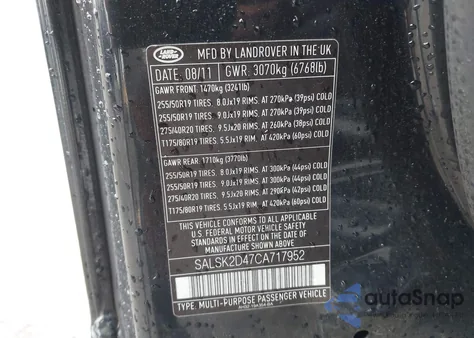 LAND-
ROVER
MFD BY LANDROVER IN THE UK
DATE: 08/11 GWR: 3070kg (6768lb)
GAWR FRONT 1470kg (3241lb)
255/50R19 TIRES. 8.0Jx19 RIMS. AT 270kPa (39psi) COLD
255/50R19 TIRES. 9.0Jx19 RIMS. AT 270kPa (39psi) COLD
275/40R20 TIRES. 9.5Jx20 RIMS. AT 260kPa (38psi) COLD
T175/80R19 TIRES. 5.5Jx19 RIM. AT 420kPa (60psi) COLD
GAWR REAR. 1710kg (3770lb)
255/50R19 TIRES. 8.0Jx19 RIMS. AT 300kPa (44psi) COLD
255/50R19 TIRES. 9.0Jx19 RIMS. AT 300kPa (44psi) COLD
275/40R20 TIRES. 9.5Jx20 RIMS. AT 290kPa (42psi) COLD
T175/80R19 TIRES. 5.5Jx19 RIM. AT 420kPa (60psi) COLD
THIS VEHICLE CONFORMS TO ALL APPLICABLE
U.S. FEDERAL MOTOR VEHICLE SAFETY
STANDARDS IN EFFECT ON THE DATE OF
MANUFACTURE SHOWN ABOVE
SALSK2D47CA717952
TYPE: MULTI-PURPOSE PASSENGER VEHICLE
autoSnap